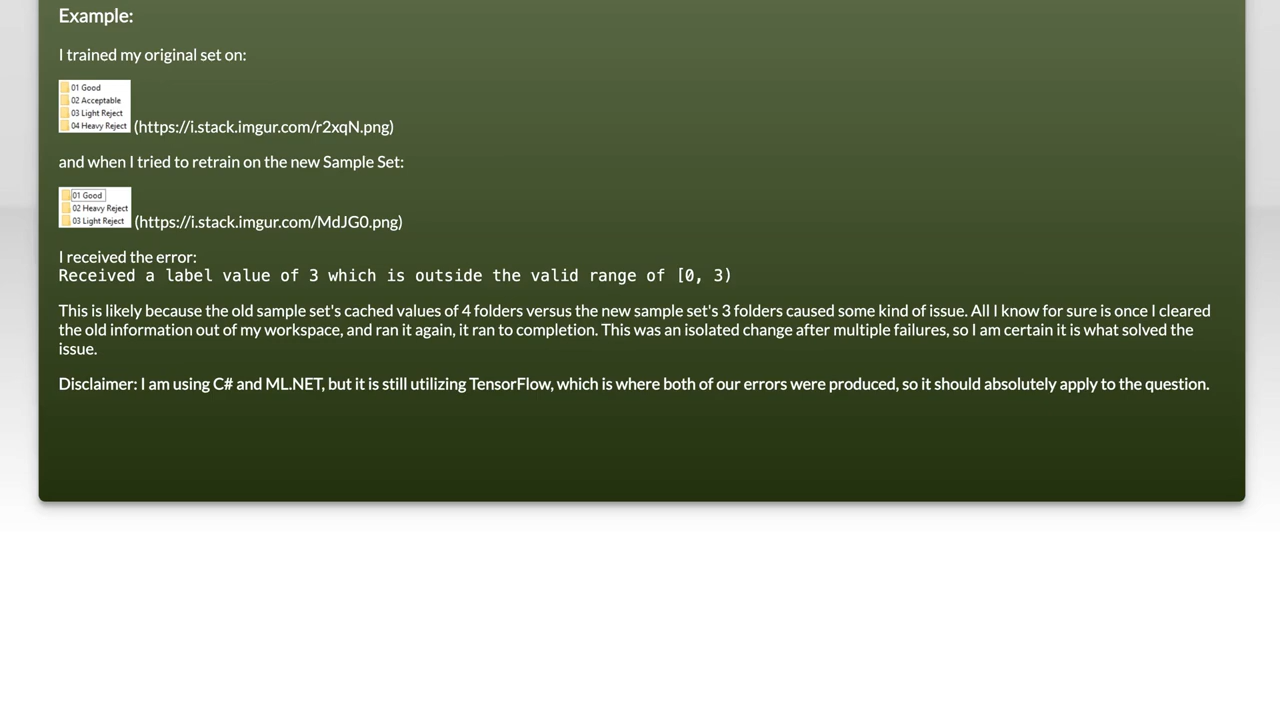 Example:
I trained my original set on:
01 Good
02 Acceptable
03 Light Reject
04 Heavy Reject
(https://i.stack.imgur.com/r2xqN.png)
and when I tried to retrain on the new Sample Set:
01 Good
02 Heavy Reject
03 Light Reject
(https://i.stack.imgur.com/MdJG0.png)
I received the error:
Received a label value of 3 which is outside the valid range of [0, 3)
This is likely because the old sample set's cached values of 4 folders versus the new sample set's 3 folders caused some kind of issue. All I know for sure is once I cleared
the old information out of my workspace, and ran it again, it ran to completion. This was an isolated change after multiple failures, so I am certain it is what solved the
issue.
Disclaimer: I am using C# and ML.NET, but it is still utilizing TensorFlow, which is where both of our errors were produced, so it should absolutely apply to the question.